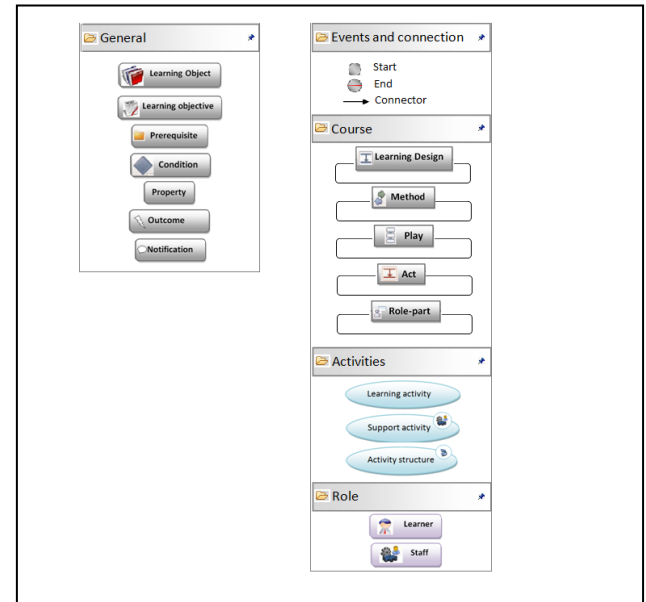 General
Learning Object
Learning objective
Prerequisite
Condition
Property
Outcome
Notification
Events and connection
Start
End
Connector
Course
Learning Design
Method
Play
Act
Role-part
Activities
Learning activity
Support activity
Activity structure
Role
Learner
Staff